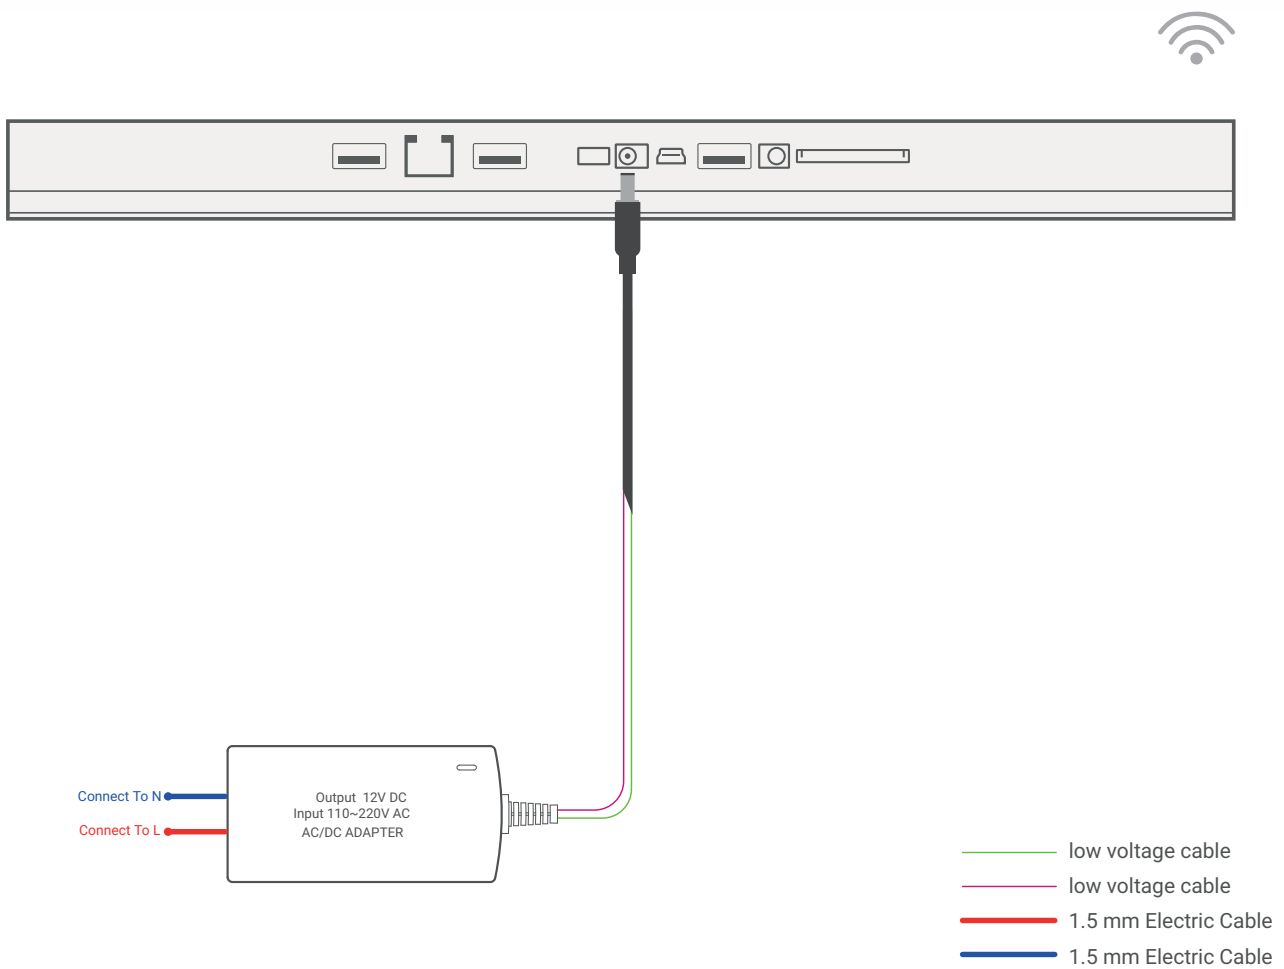 Connect To N
Connect To L
Output 12V DC
Input 110~220V AC
AC/DC ADAPTER
low voltage cable
low voltage cable
1.5 mm Electric Cable
1.5 mm Electric Cable